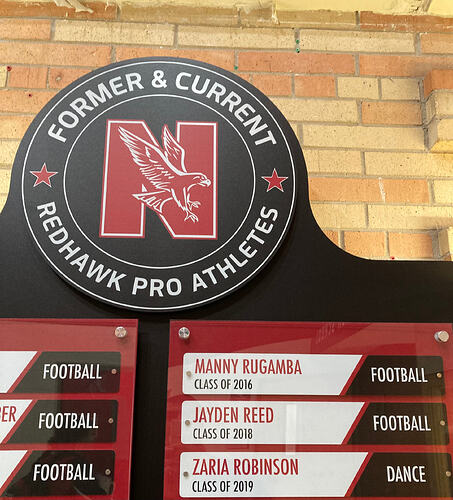 FORMER & CURRENT
N
REDHAWK PRO ATHLETES
FOOTBALL
BER FOOTBALL
FOOTBALL
MANNY RUGAMBA FOOTBALL
CLASS OF 2016
JAYDEN REED FOOTBALL
CLASS OF 2018
ZARIA ROBINSON DANCE
CLASS OF 2019